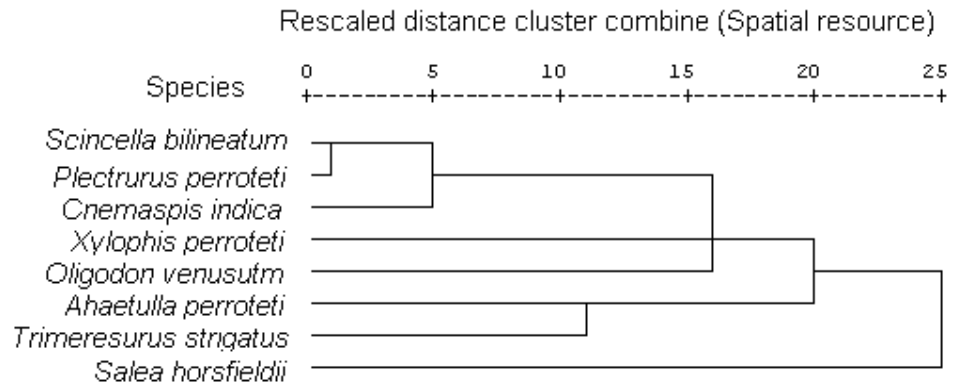 Rescaled distance cluster combine (Spatial resource)
0 5 10 15 20 25
Species
Scincella bilineatum
Plectrurus perroteti
Cnemaspis indica
Xylophis perroteti
Oligodon venusutm
Ahaetulla perroteti
Trimeresurus strigatus
Salea horsfieldii